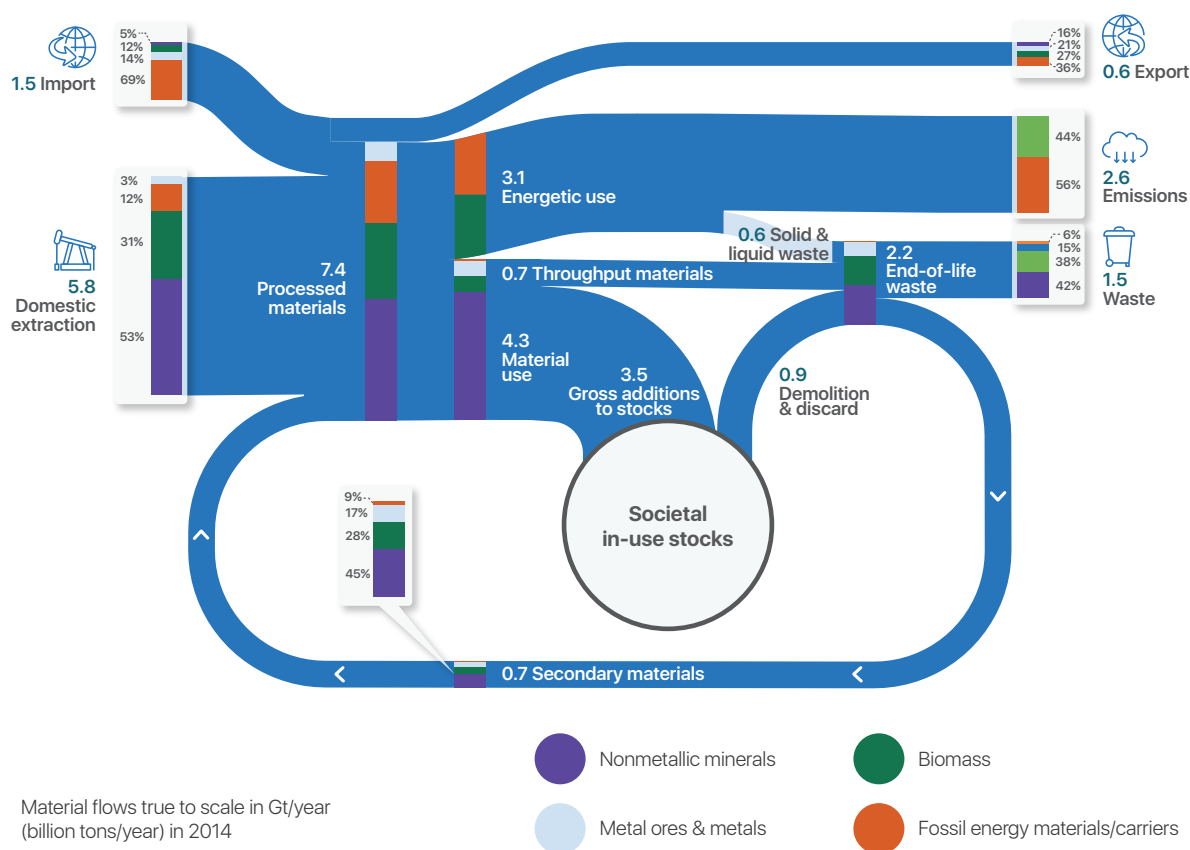 5%
12%
14%
69%
1.5 Import
16%
21%
27%
36%
0.6 Export
44%
56%
2.6
Emissions
3%
12%
31%
53%
5.8
Domestic
extraction
3.1
Energetic use
0.6 Solid &
liquid waste
6%
15%
38%
42%
1.5
Waste
2.2
End-of-life
waste
7.4
Processed
materials
0.7 Throughput materials
4.3
Material
use
3.5
Gross additions
to stocks
0.9
Demolition
& discard
Societal
in-use stocks
9%
17%
28%
45%
0.7 Secondary materials
Nonmetallic minerals
Biomass
Metal ores & metals
Fossil energy materials/carriers
Material flows true to scale in Gt/year
(billion tons/year) in 2014